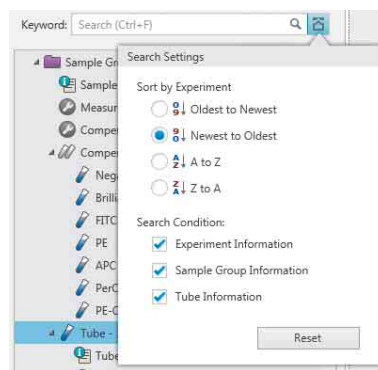 Keyword: Search (Ctrl+F)
Search Settings
Sample Gr
Sort by Experiment
Sample
Oldest to Newest
Measur
Newest to Oldest
Compe
A to Z
Compe
Z to A
Neg
Brilli
Search Condition:
FITC
Experiment Information
PE
Sample Group Information
APC
Tube Information
PerC
PE-C
Reset
Tube -
Tube